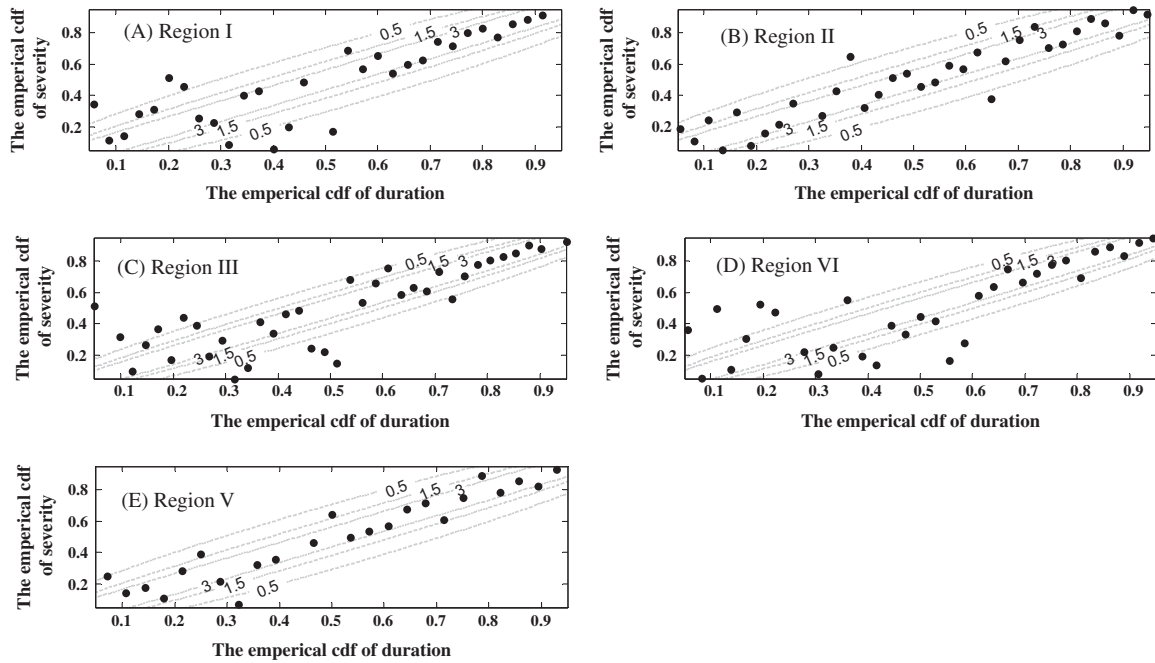 The emperical cdf
of severity
(A) Region I
0.8
0.6
0.4
0.2
0.5
1.5
3
3
1.5
0.5
0.1 0.2 0.3 0.4 0.5 0.6 0.7 0.8 0.9
The emperical cdf of duration
The emperical cdf
of severity
(B) Region II
0.8
0.6
0.4
0.2
0.5
1.5
3
3
1.5
0.5
0.1 0.2 0.3 0.4 0.5 0.6 0.7 0.8 0.9
The emperical cdf of duration
The emperical cdf
of severity
(C) Region III
0.8
0.6
0.4
0.2
0.5
1.5
3
3
1.5
0.5
0.1 0.2 0.3 0.4 0.5 0.6 0.7 0.8 0.9
The emperical cdf of duration
The emperical cdf
of severity
(D) Region VI
0.8
0.6
0.4
0.2
0.5
1.5
3
3
1.5
0.5
0.1 0.2 0.3 0.4 0.5 0.6 0.7 0.8 0.9
The emperical cdf of duration
The emperical cdf
of severity
(E) Region V
0.8
0.6
0.4
0.2
0.5
1.5
3
3
1.5
0.5
0.1 0.2 0.3 0.4 0.5 0.6 0.7 0.8 0.9
The emperical cdf of duration